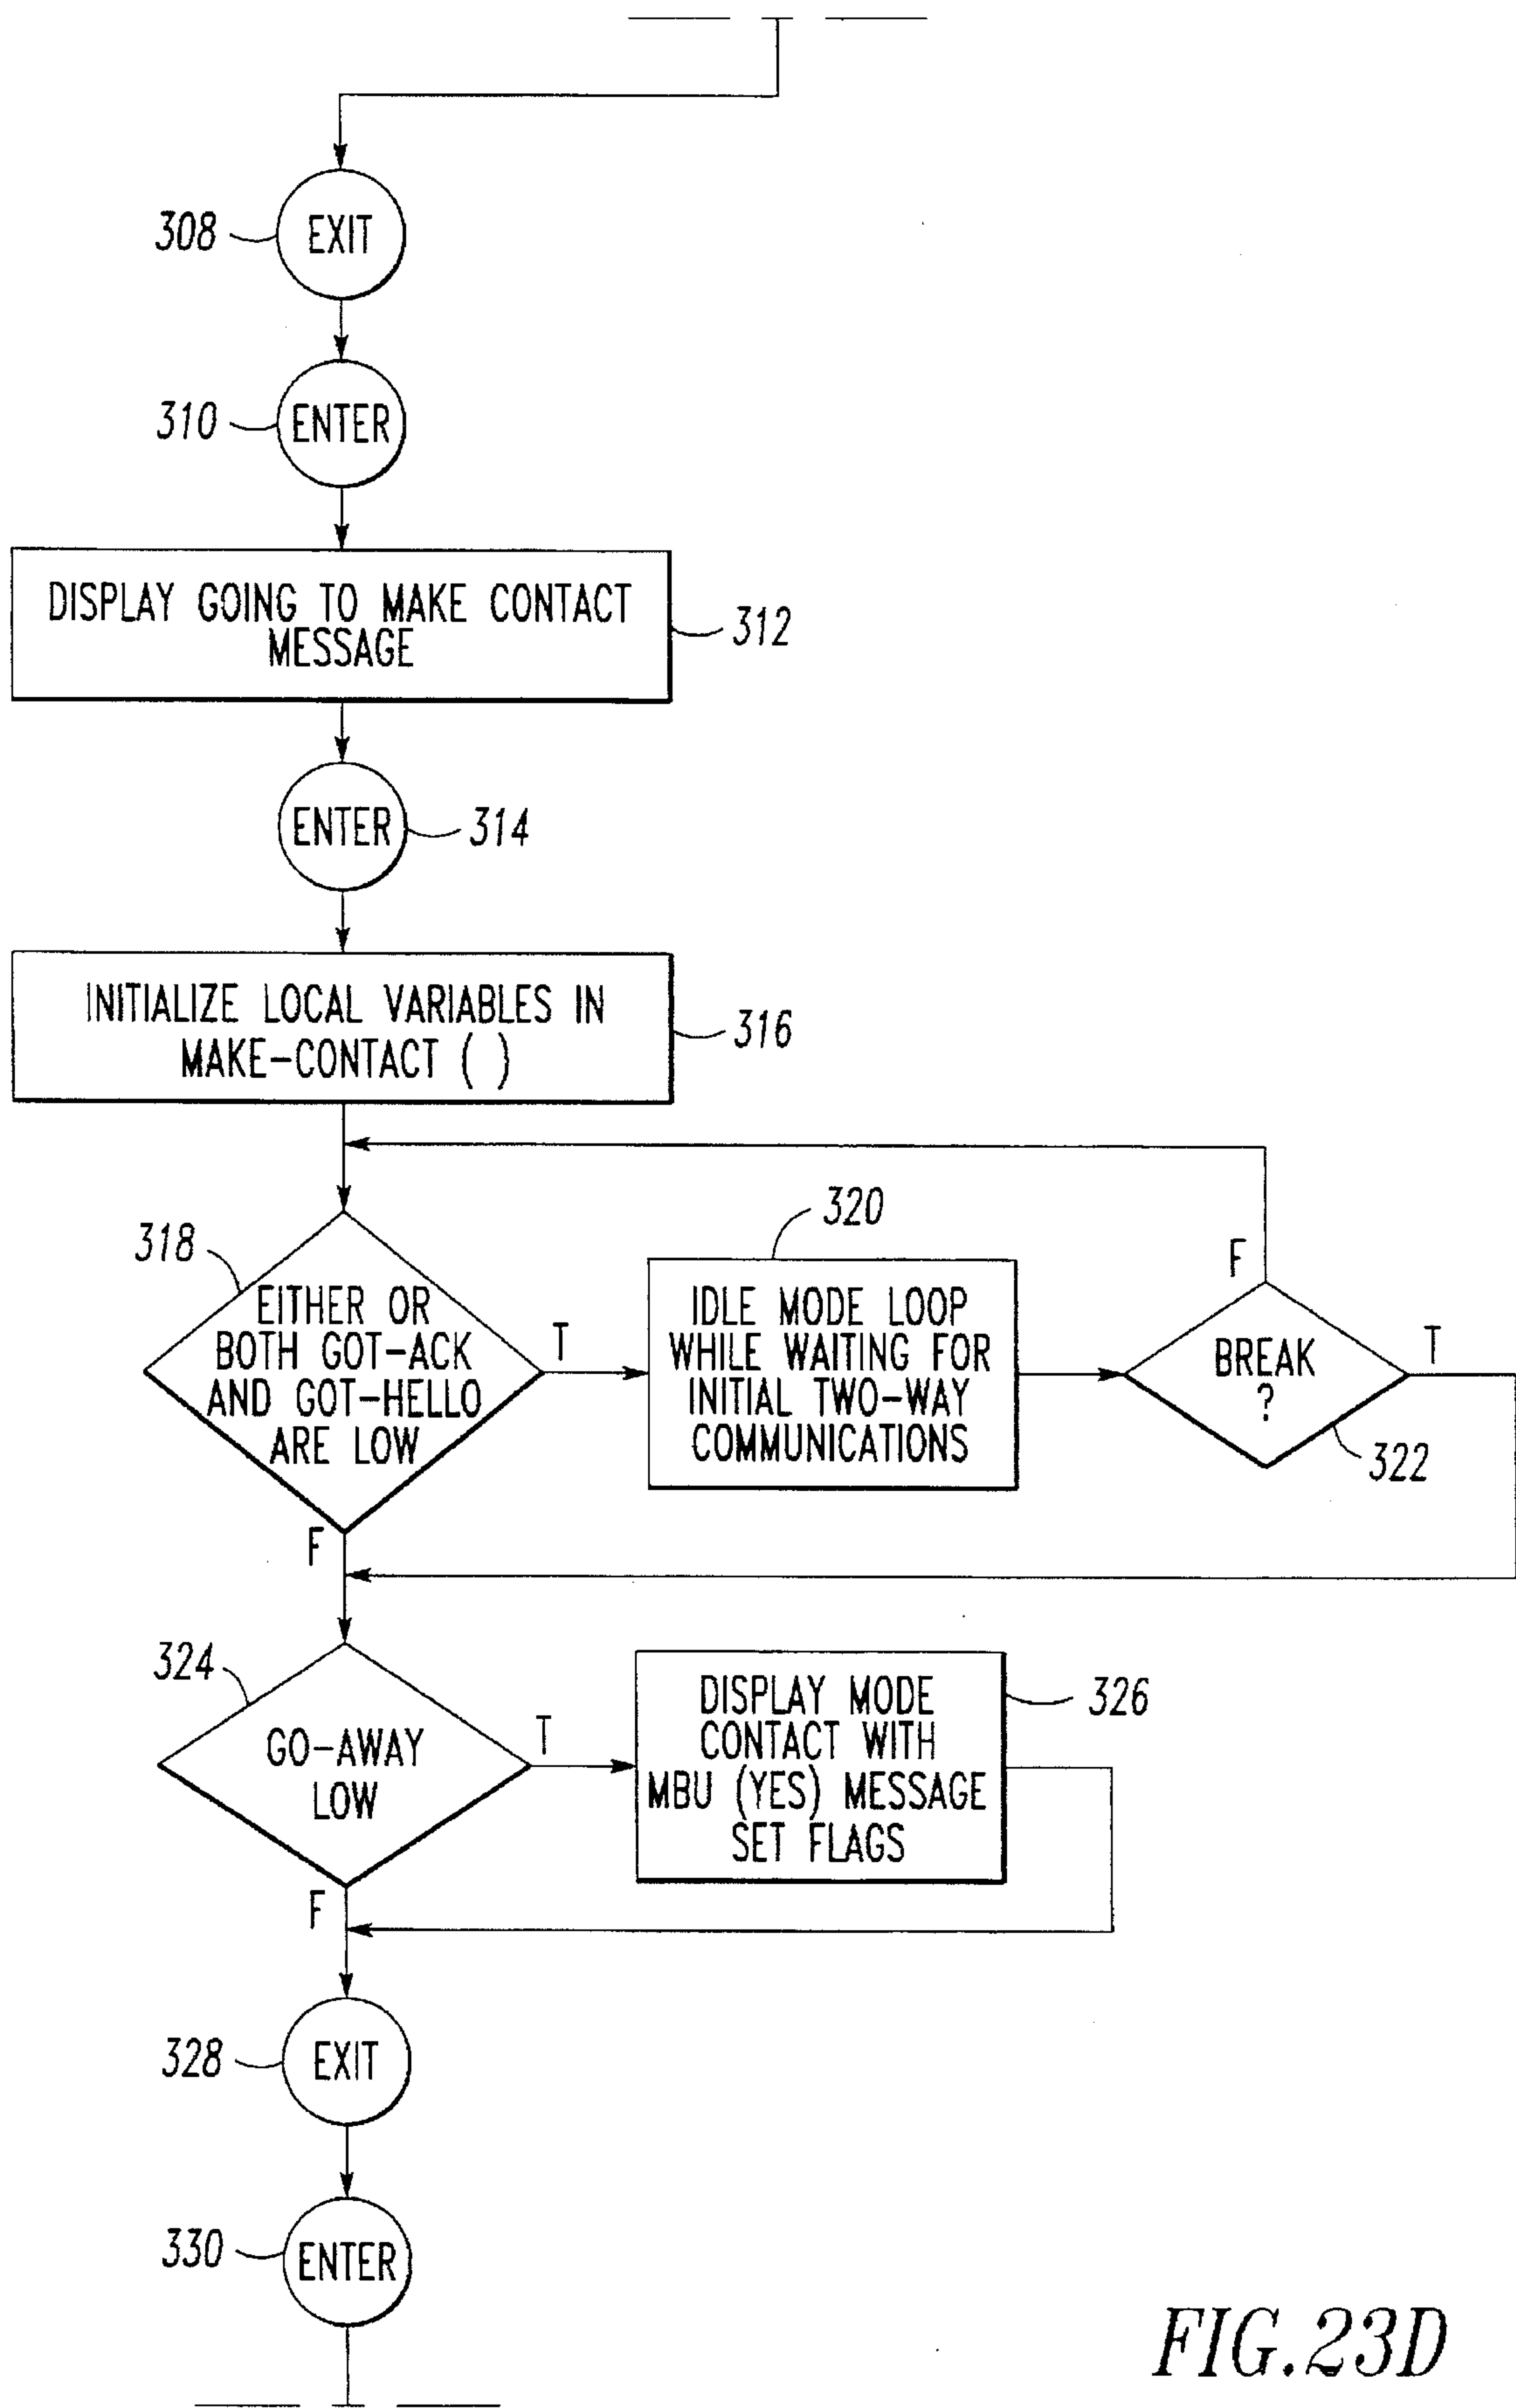 308
EXIT
310
ENTER
DISPLAY GOING TO MAKE CONTACT
MESSAGE
312
ENTER
314
INITIALIZE LOCAL VARIABLES IN
MAKE-CONTACT ( )
316
318
EITHER OR
BOTH GOT-ACK
AND GOT-HELLO
ARE LOW
T
F
320
IDLE MODE LOOP
WHILE WAITING FOR
INITIAL TWO-WAY
COMMUNICATIONS
F
BREAK
?
T
322
324
GO-AWAY
LOW
T
F
DISPLAY MODE
CONTACT WITH
MBU (YES) MESSAGE
SET FLAGS
326
328
EXIT
330
ENTER
FIG.23D